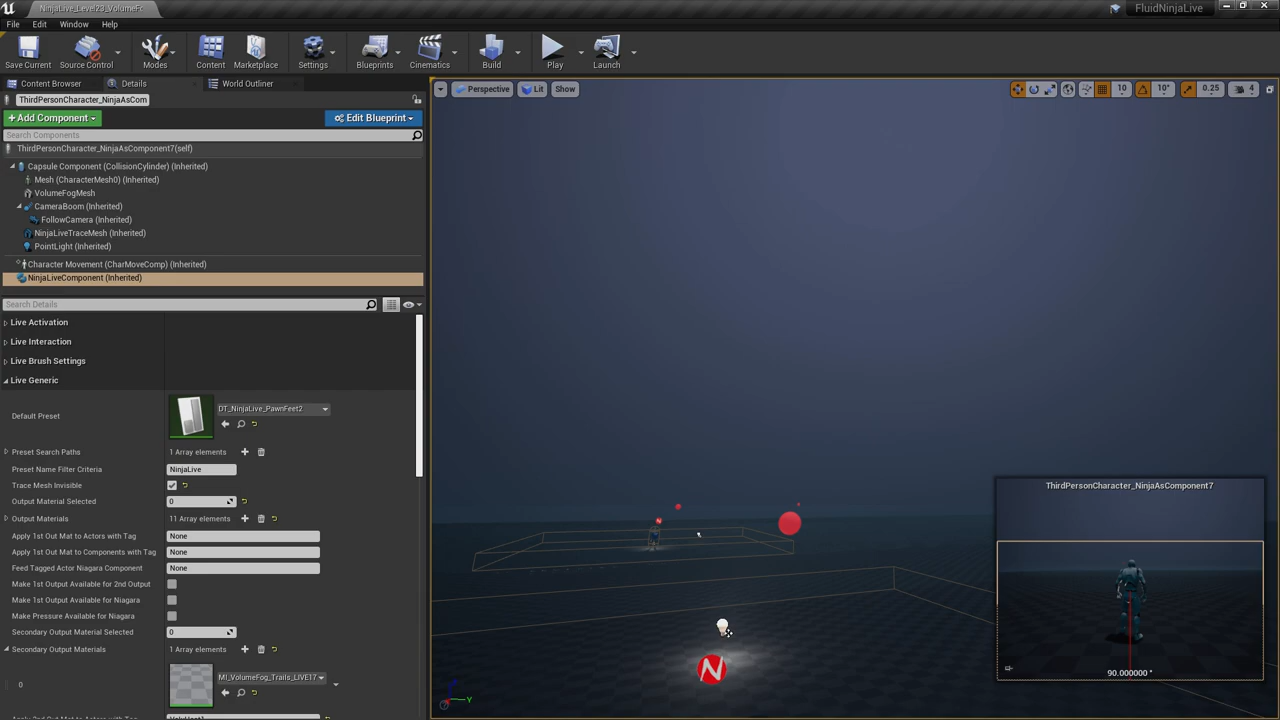 NinjaLive_Level23_VolumeFo
FluidNinjaLive
File Edit Window Help
Save Current
Source Control
Modes
Content
Marketplace
Settings
Blueprints
Cinematics
Build
Play
Launch
Content Browser
Details
World Outliner
ThirdPersonCharacter_NinjaAsCom
+Add Component
Edit Blueprint
Search Components
ThirdPersonCharacter_NinjaAsComponent7(self)
Capsule Component (CollisionCylinder) (Inherited)
Mesh (CharacterMesh0) (Inherited)
VolumeFogMesh
CameraBoom (Inherited)
FollowCamera (Inherited)
NinjaLiveTraceMesh (Inherited)
PointLight (Inherited)
Character Movement (CharMoveComp) (Inherited)
NinjaLiveComponent (Inherited)
Search Details
Live Activation
Live Interaction
Live Brush Settings
Live Generic
Default Preset
DT_NinjaLive_PawnFeet2
Preset Search Paths 1 Array elements
Preset Name Filter Criteria NinjaLive
Trace Mesh Invisible
Output Material Selected 0
Output Materials 11 Array elements
Apply 1st Out Mat to Actors with Tag None
Apply 1st Out Mat to Components with Tag None
Feed Tagged Actor Niagara Component None
Make 1st Output Available for 2nd Output
Make 1st Output Available for Niagara
Make Pressure Available for Niagara
Secondary Output Material Selected 0
Secondary Output Materials 1 Array elements
0
MI_VolumeFog_Trails_LIVE17
Perspective
Lit
Show
10
10°
0.25
4
ThirdPersonCharacter_NinjaAsComponent7
90.000000 °
N
Y